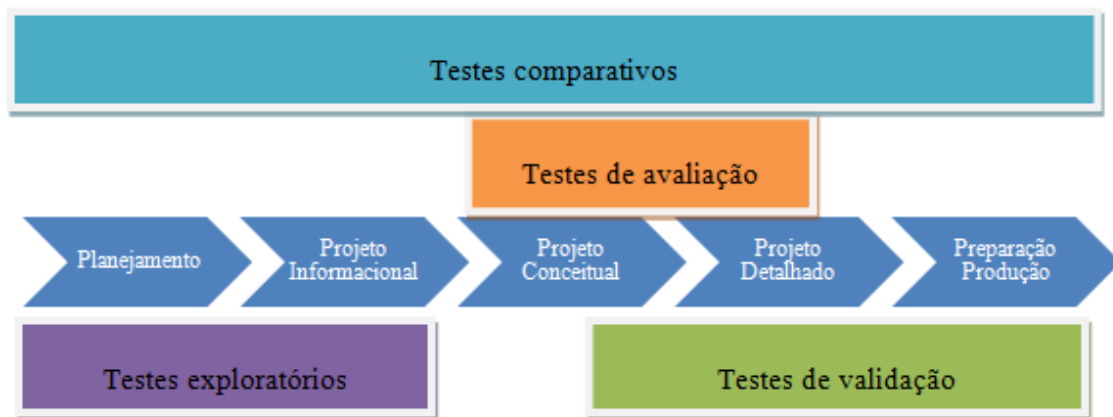 Testes comparativos
Testes de avaliação
Planejamento
Projeto
Informacional
Projeto
Conceitual
Projeto
Detalhado
Preparação
Produção
Testes exploratórios
Testes de validação